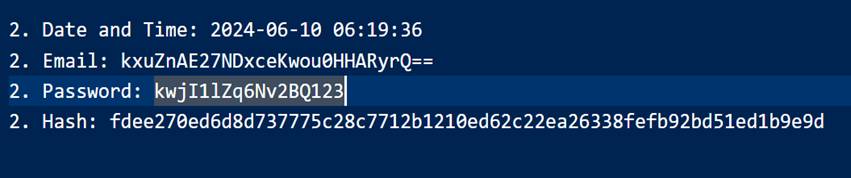 2. Date and Time: 2024-06-10 06:19:36
2. Email: kxuZnAE27NDxceKwou0HHARyrQ==
2. Password: kwjI1lZq6Nv2BQ123
2. Hash: fdee270ed6d8d737775c28c7712b1210ed62c22ea26338fefb92bd51ed1b9e9d